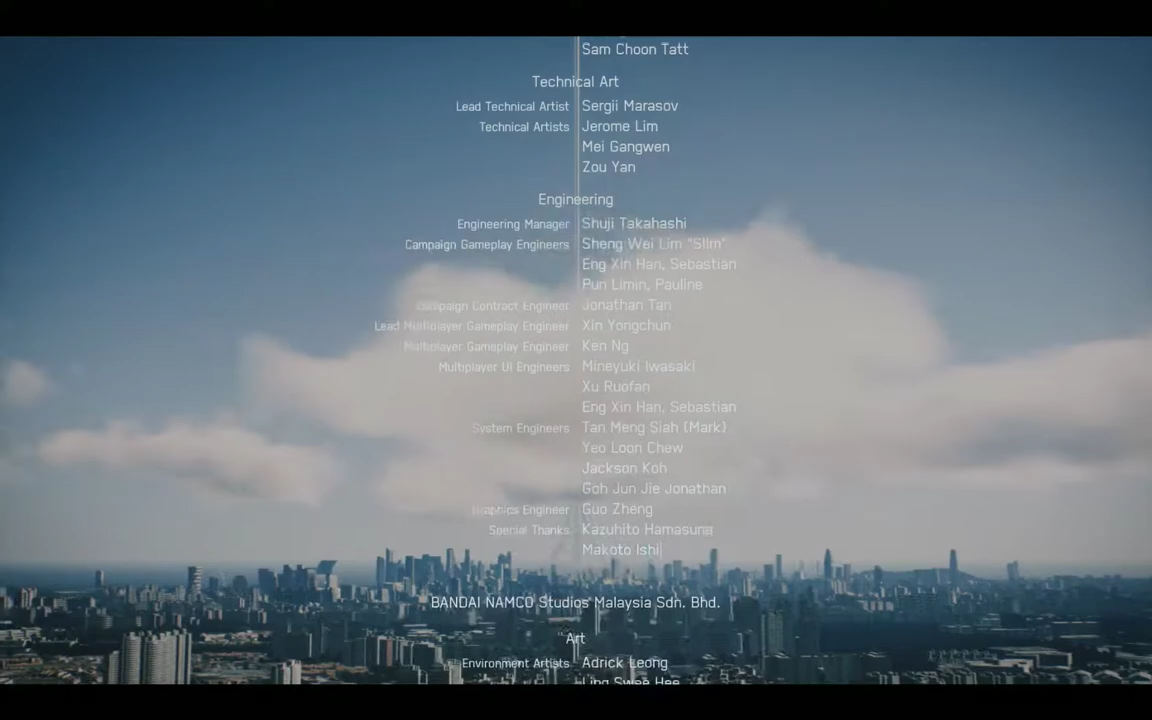 Sam Choon Tatt
Technical Art
Lead Technical Artist Sergii Marasov
Technical Artists Jerome Lim
Mei Gangwen
Zou Yan
Engineering
Engineering Manager Shuji Takahashi
Campaign Gameplay Engineers Sheng Wei Lim "Slim"
Eng Xin Han, Sebastian
Pun Limin, Pauline
Campaign Contract Engineer Jonathan Tan
Lead Multiplayer Gameplay Engineer Xin Yongchun
Multiplayer Gameplay Engineer Ken Ng
Multiplayer UI Engineers Mineyuki Iwasaki
Xu Ruofan
Eng Xin Han, Sebastian
System Engineers Tan Meng Siah (Mark)
Yeo Loon Chew
Jackson Koh
Goh Jun Jie Jonathan
Graphics Engineer Guo Zheng
Special Thanks Kazuhito Hamasuna
Makoto Ishi
BANDAI NAMCO Studios Malaysia Sdn. Bhd.
Art
Environment Artists Adrick Leong
Ling Swee Hee